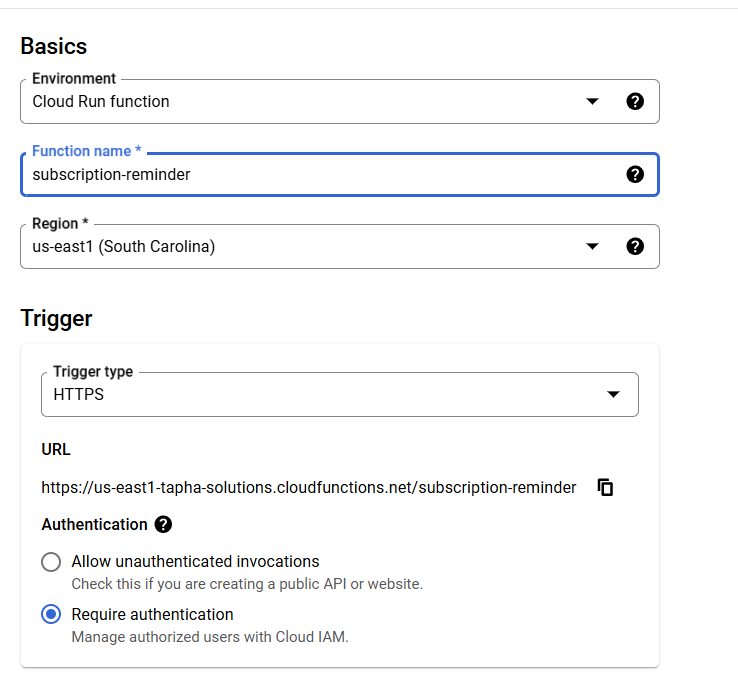 Basics
Environment
Cloud Run function
Function name *
subscription-reminder
Region *
us-east1 (South Carolina)
Trigger
Trigger type
HTTPS
URL
https://us-east1-tapha-solutions.cloudfunctions.net/subscription-reminder
Authentication
Allow unauthenticated invocations
Check this if you are creating a public API or website.
Require authentication
Manage authorized users with Cloud IAM.